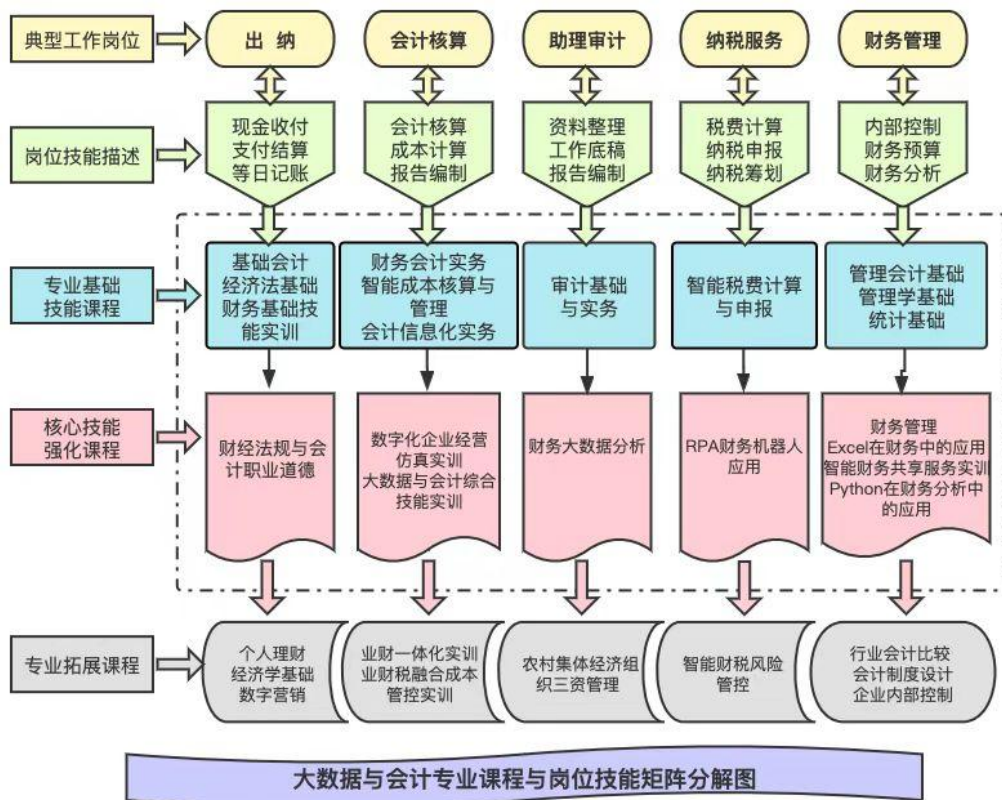 典型工作岗位
出 纳
会计核算
助理审计
纳税服务
财务管理
岗位技能描述
现金收付
支付结算
等日记账
会计核算
成本计算
报告编制
资料整理
工作底稿
报告编制
税费计算
纳税申报
纳税筹划
内部控制
财务预算
财务分析
专业基础
技能课程
基础会计
经济法基础
财务基础技
能实训
财务会计实务
智能成本核算与
管理
会计信息化实务
审计基础
与实务
智能税费计算
与申报
管理会计基础
管理学基础
统计基础
核心技能
强化课程
财经法规与会
计职业道德
数字化企业经营
仿真实训
大数据与会计综合
技能实训
财务大数据分析
RPA财务机器人
应用
财务管理
Excel在财务中的应用
智能财务共享服务实训
Python在财务分析中
的应用
专业拓展课程
个人理财
经济学基础
数字营销
业财一体化实训
业财税融合成本
管控实训
农村集体经济组
织三资管理
智能财税风险
管控
行业会计比较
会计制度设计
企业内部控制
大数据与会计专业课程与岗位技能矩阵分解图